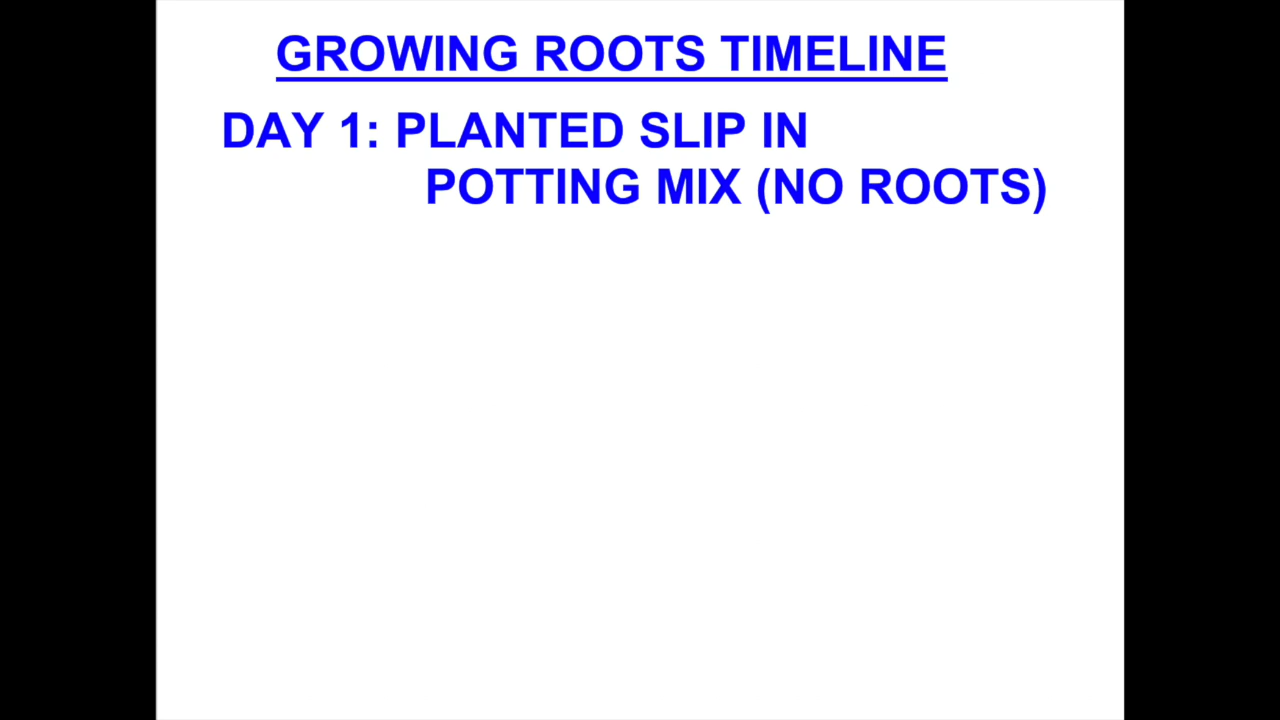 GROWING ROOTS TIMELINE
DAY 1: PLANTED SLIP IN
POTTING MIX (NO ROOTS)